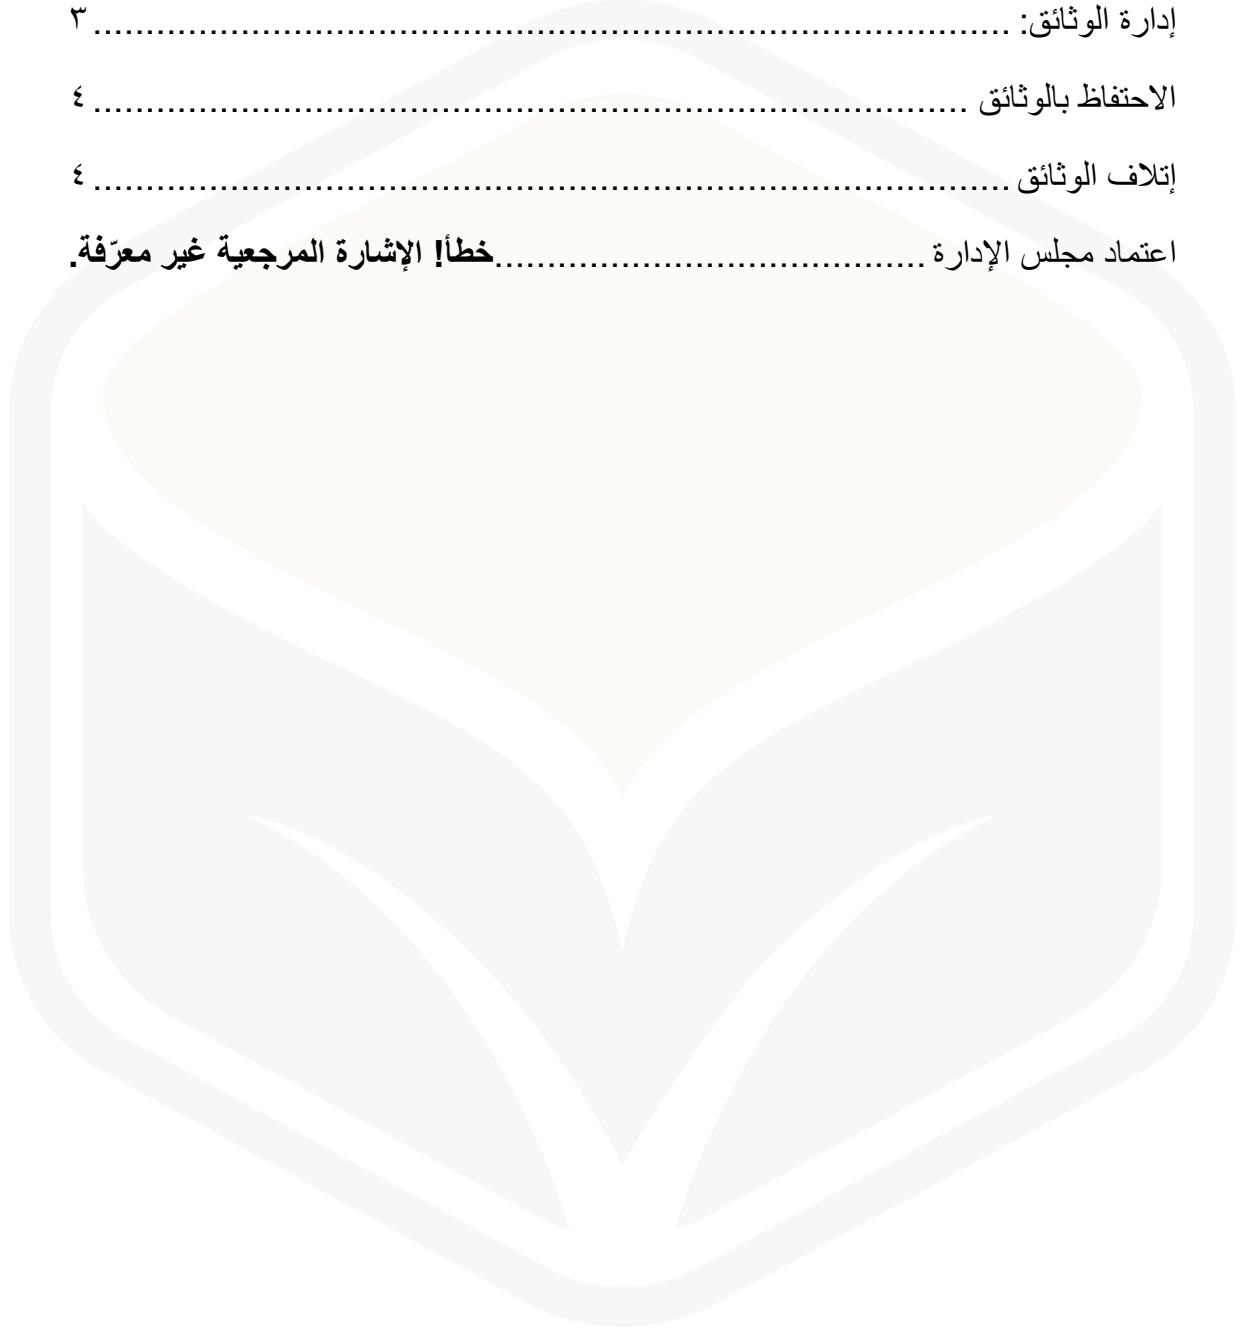 إدارة الوثائق: ........................................................................................ ٣
الاحتفاظ بالوثائق .................................................................................... ٤
إتلاف الوثائق ........................................................................................ ٤
اعتماد مجلس الإدارة .........................................خطأ! الإشارة المرجعية غير معرّفة.